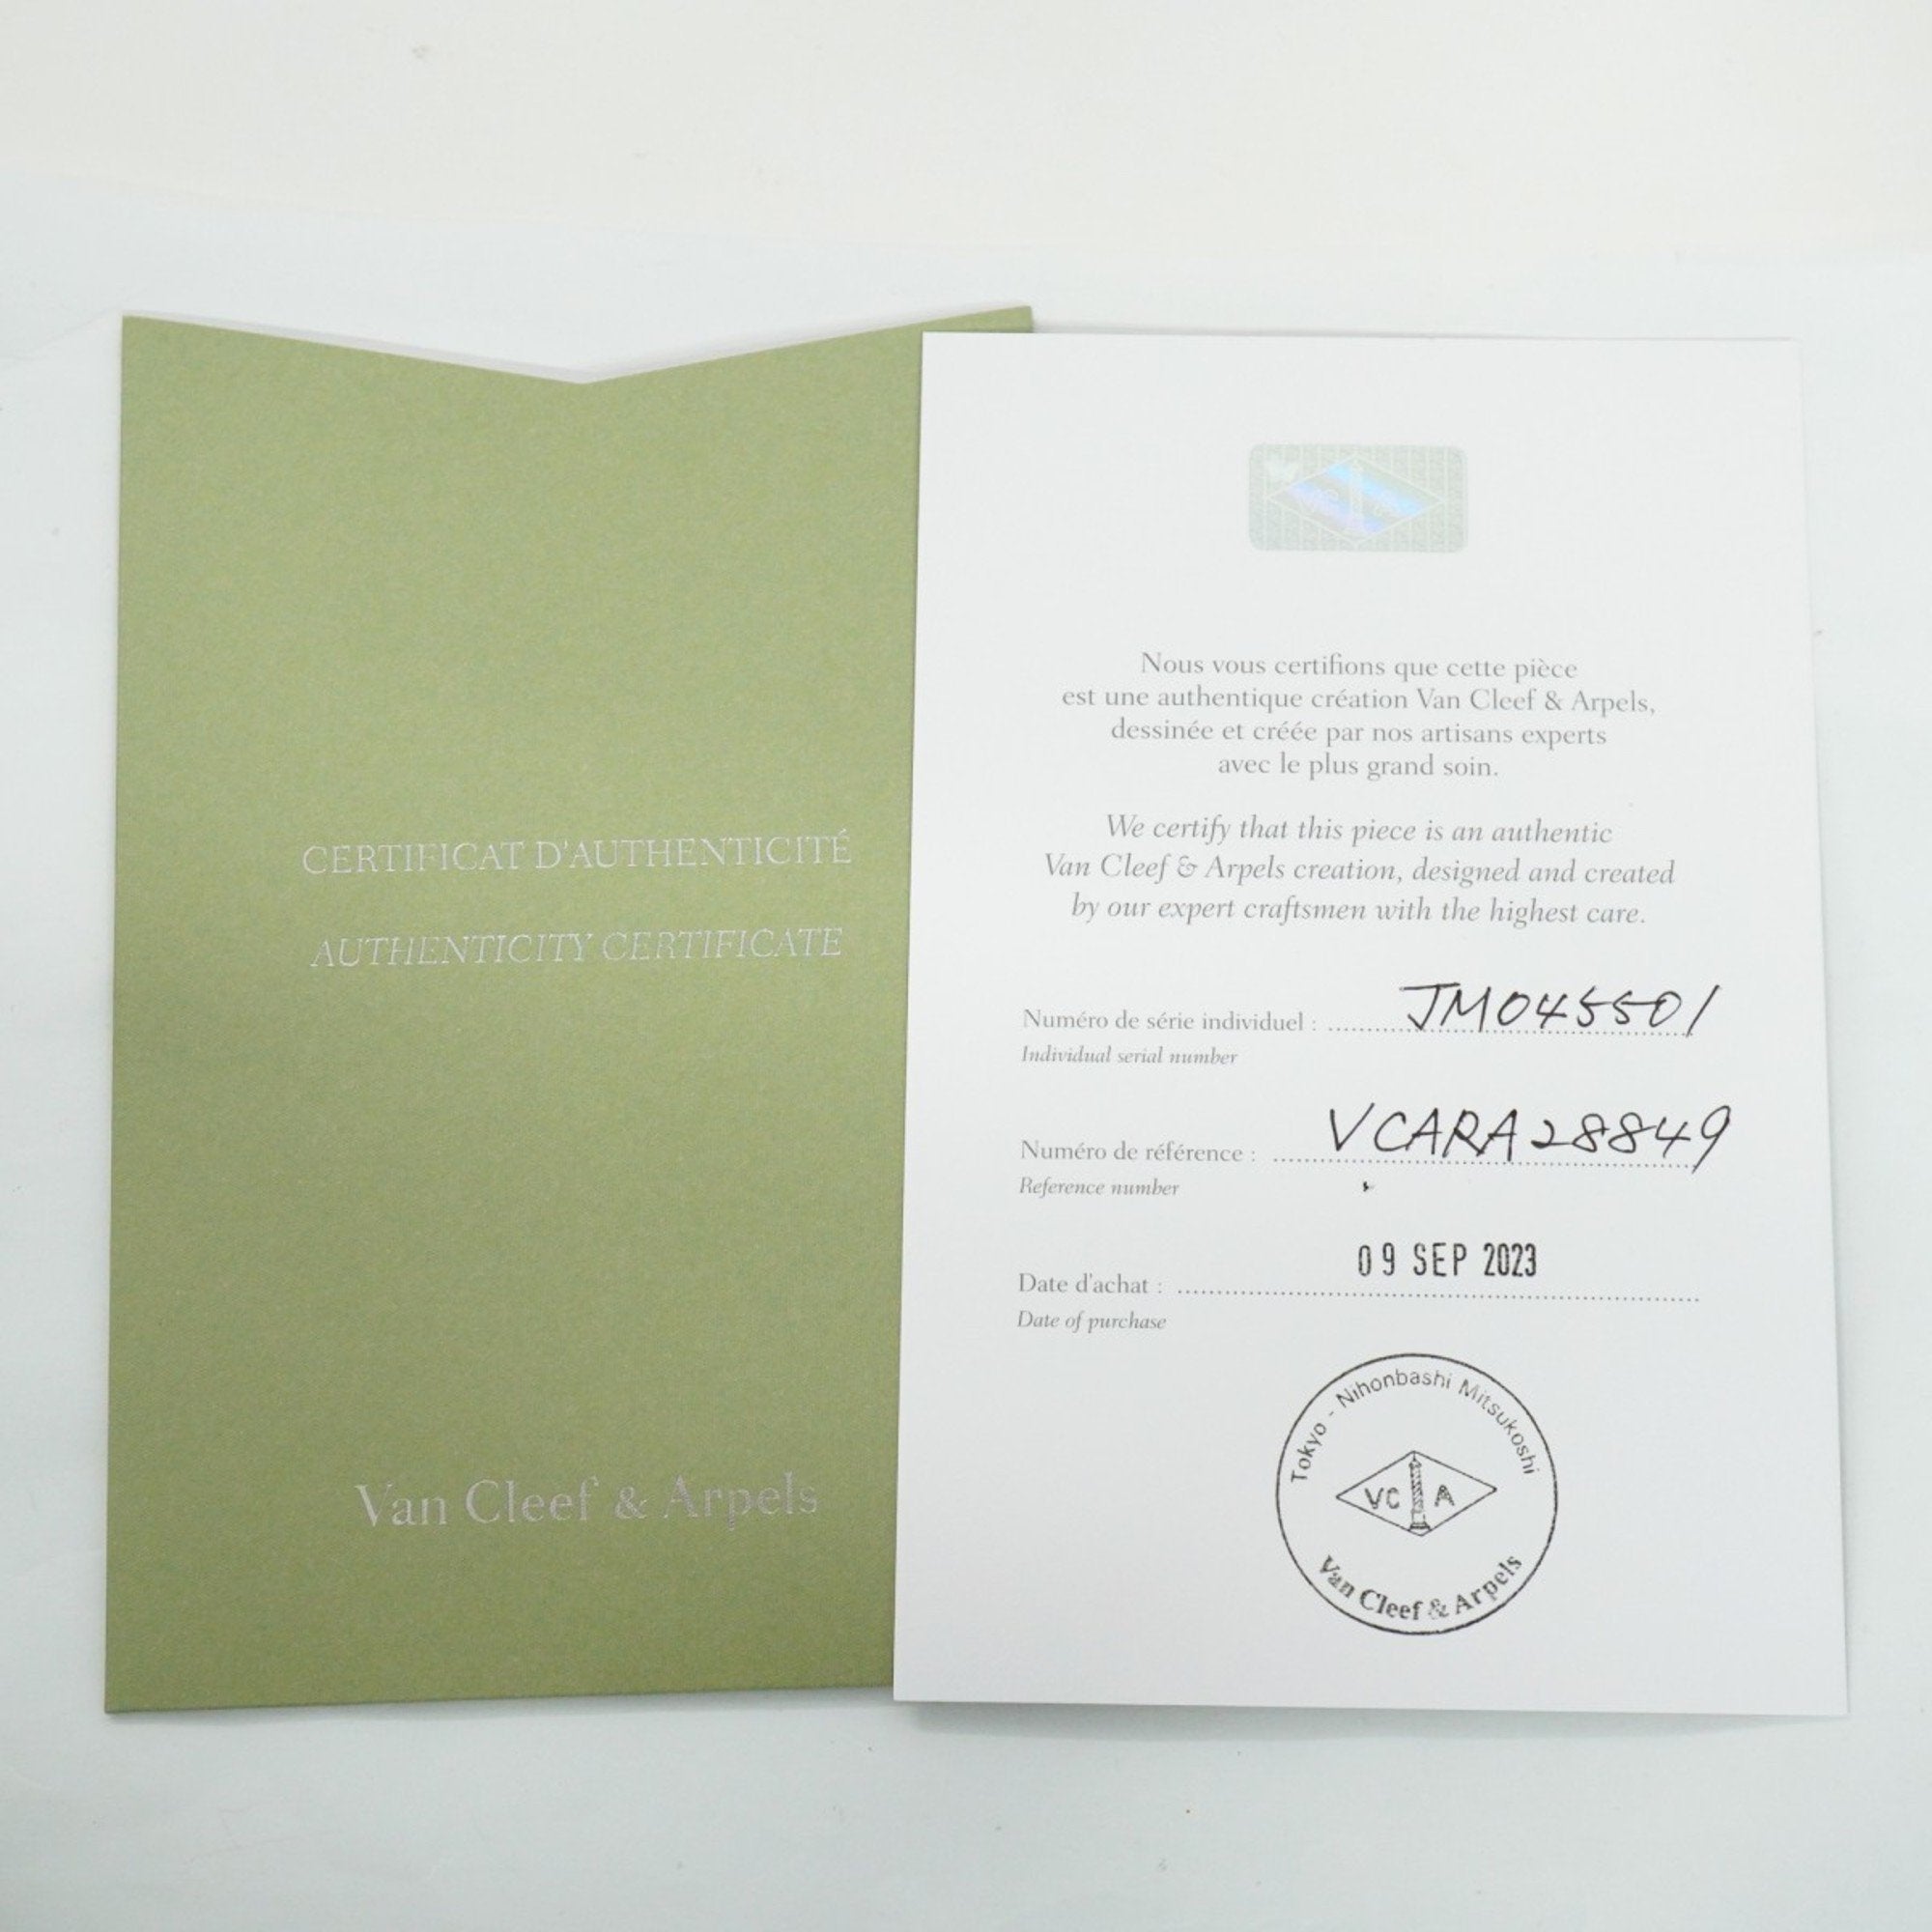 CERTIFICAT D'AUTHENTICITÉ
AUTHENTICITY CERTIFICATE
Van Cleef & Arpels
Nous vous certifions que cette pièce
est une authentique création Van Cleef & Arpels,
dessinée et créée par nos artisans experts
avec le plus grand soin.
We certify that this piece is an authentic
Van Cleef & Arpels creation, designed and created
by our expert craftsmen with the highest care.
Numéro de série individuel : JM045501
Individual serial number
Numéro de référence : VCARA28849
Reference number
Date d'achat : 09 SEP 2023
Date of purchase
Tokyo - Nihonbashi Mitsukoshi
VC A
Van Cleef & Arpels